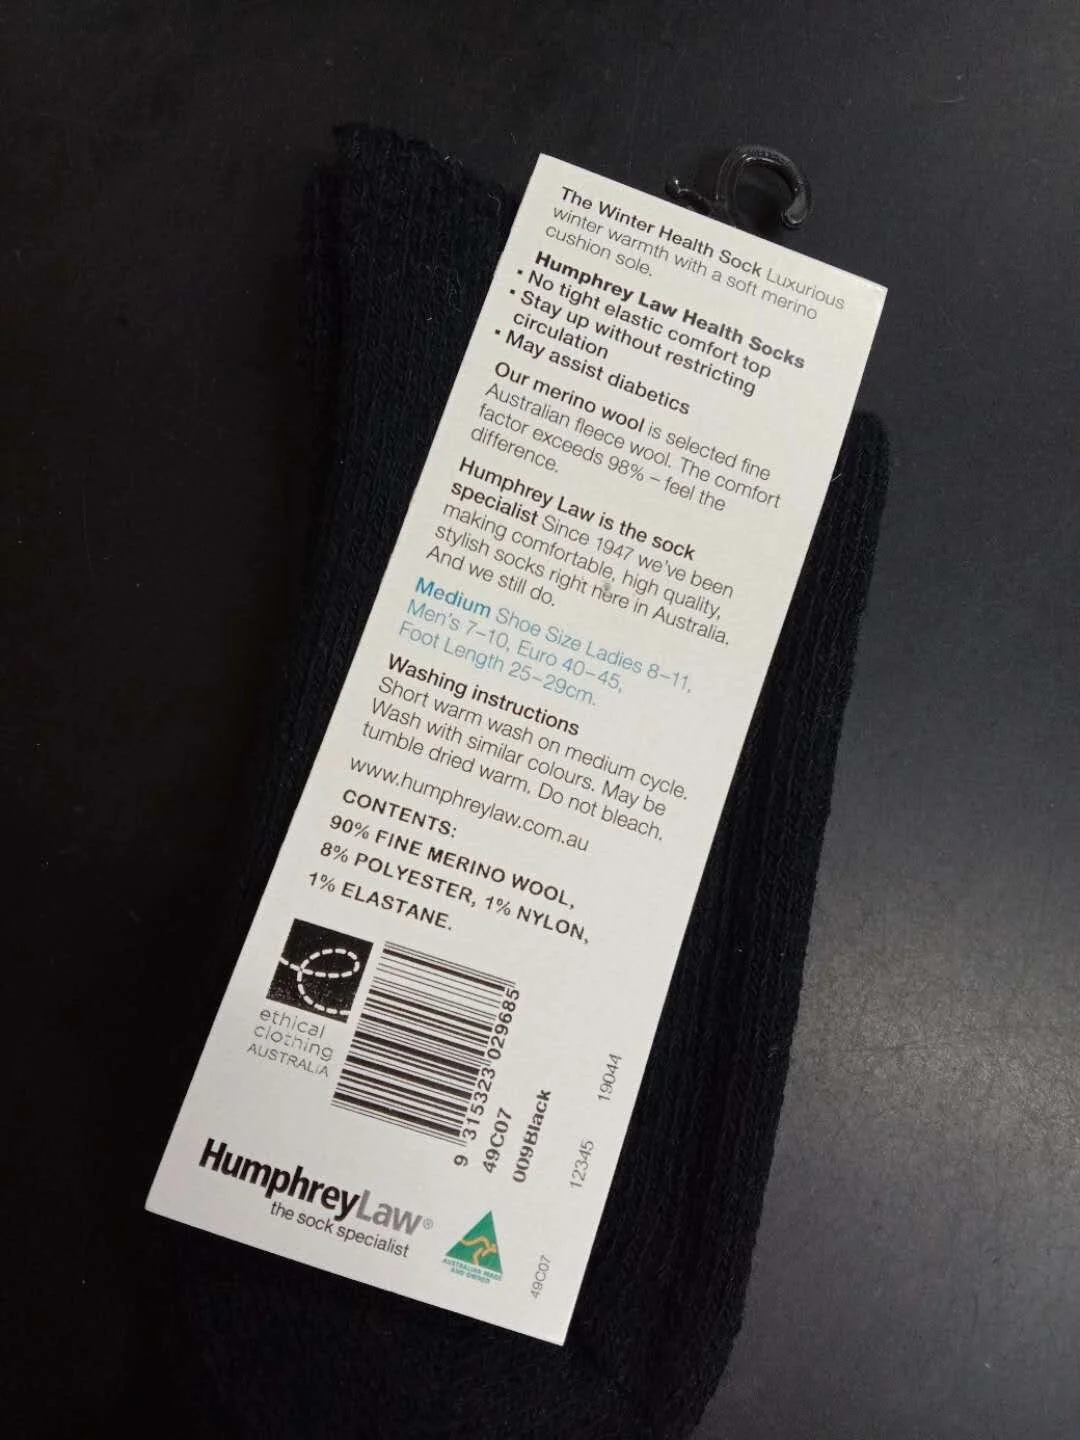 The Winter Health Sock Luxurious
winter warmth with a soft merino
cushion sole.
Humphrey Law Health Socks
• No tight elastic comfort top
• Stay up without restricting
circulation
• May assist diabetics
Our merino wool is selected fine
Australian fleece wool. The comfort
factor exceeds 98% – feel the
difference.
Humphrey Law is the sock
specialist Since 1947 we've been
making comfortable, high quality,
stylish socks right here in Australia.
And we still do.
Medium Shoe Size Ladies 8–11,
Men's 7–10, Euro 40–45,
Foot Length 25–29cm.
Washing instructions
Short warm wash on medium cycle.
Wash with similar colours. May be
tumble dried warm. Do not bleach.
www.humphreylaw.com.au
CONTENTS:
90% FINE MERINO WOOL,
8% POLYESTER, 1% NYLON,
1% ELASTANE.
ethical
clothing
AUSTRALIA
9 315323 029685
49C07
009Black
12345
19044
HumphreyLaw®
the sock specialist
AUSTRALIAN MADE
AND OWNED
49C07